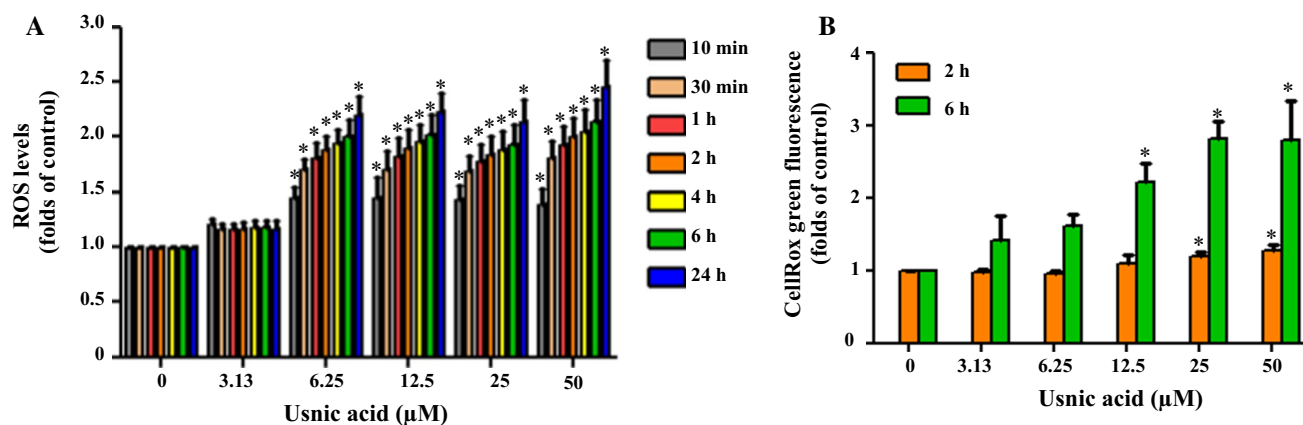 A
ROS levels
(folds of control)
3.0
2.5
2.0
1.5
1.0
0.5
0
* * * * * * *
* * * * * * *
* * * * * * *
* * * * * * *
0 3.13 6.25 12.5 25 50
Usnic acid (µM)
10 min
30 min
1 h
2 h
4 h
6 h
24 h
B
CellRox green fluorescence
(folds of control)
4
3
2
1
0
2 h
6 h
*
* *
* *
0 3.13 6.25 12.5 25 50
Usnic acid (µM)